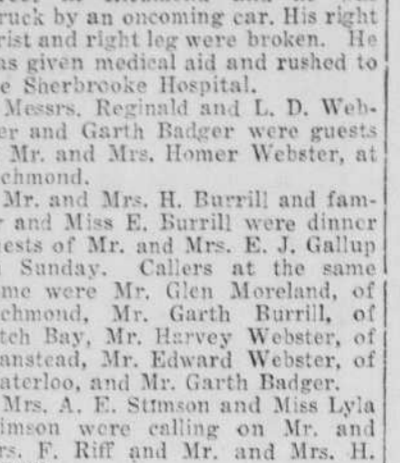 ruck by an oncoming car. His right
rist and right leg were broken. He
as given medical aid and rushed to
e Sherbrooke Hospital.
Messrs. Reginald and L. D. Web-
er and Garth Badger were guests
Mr. and Mrs. Homer Webster, at
chmond.
Mr. and Mrs. H. Burrill and fam-
and Miss E. Burrill were dinner
ests of Mr. and Mrs. E. J. Gallup
Sunday. Callers at the same
me were Mr. Glen Moreland, of
chmond, Mr. Garth Burrill, of
tch Bay, Mr. Harvey Webster, of
anstead, Mr. Edward Webster, of
aterloo, and Mr. Garth Badger.
Mrs. A. E. Stimson and Miss Lyla
imson were calling on Mr. and
rs. F. Riff and Mr. and Mrs. H.